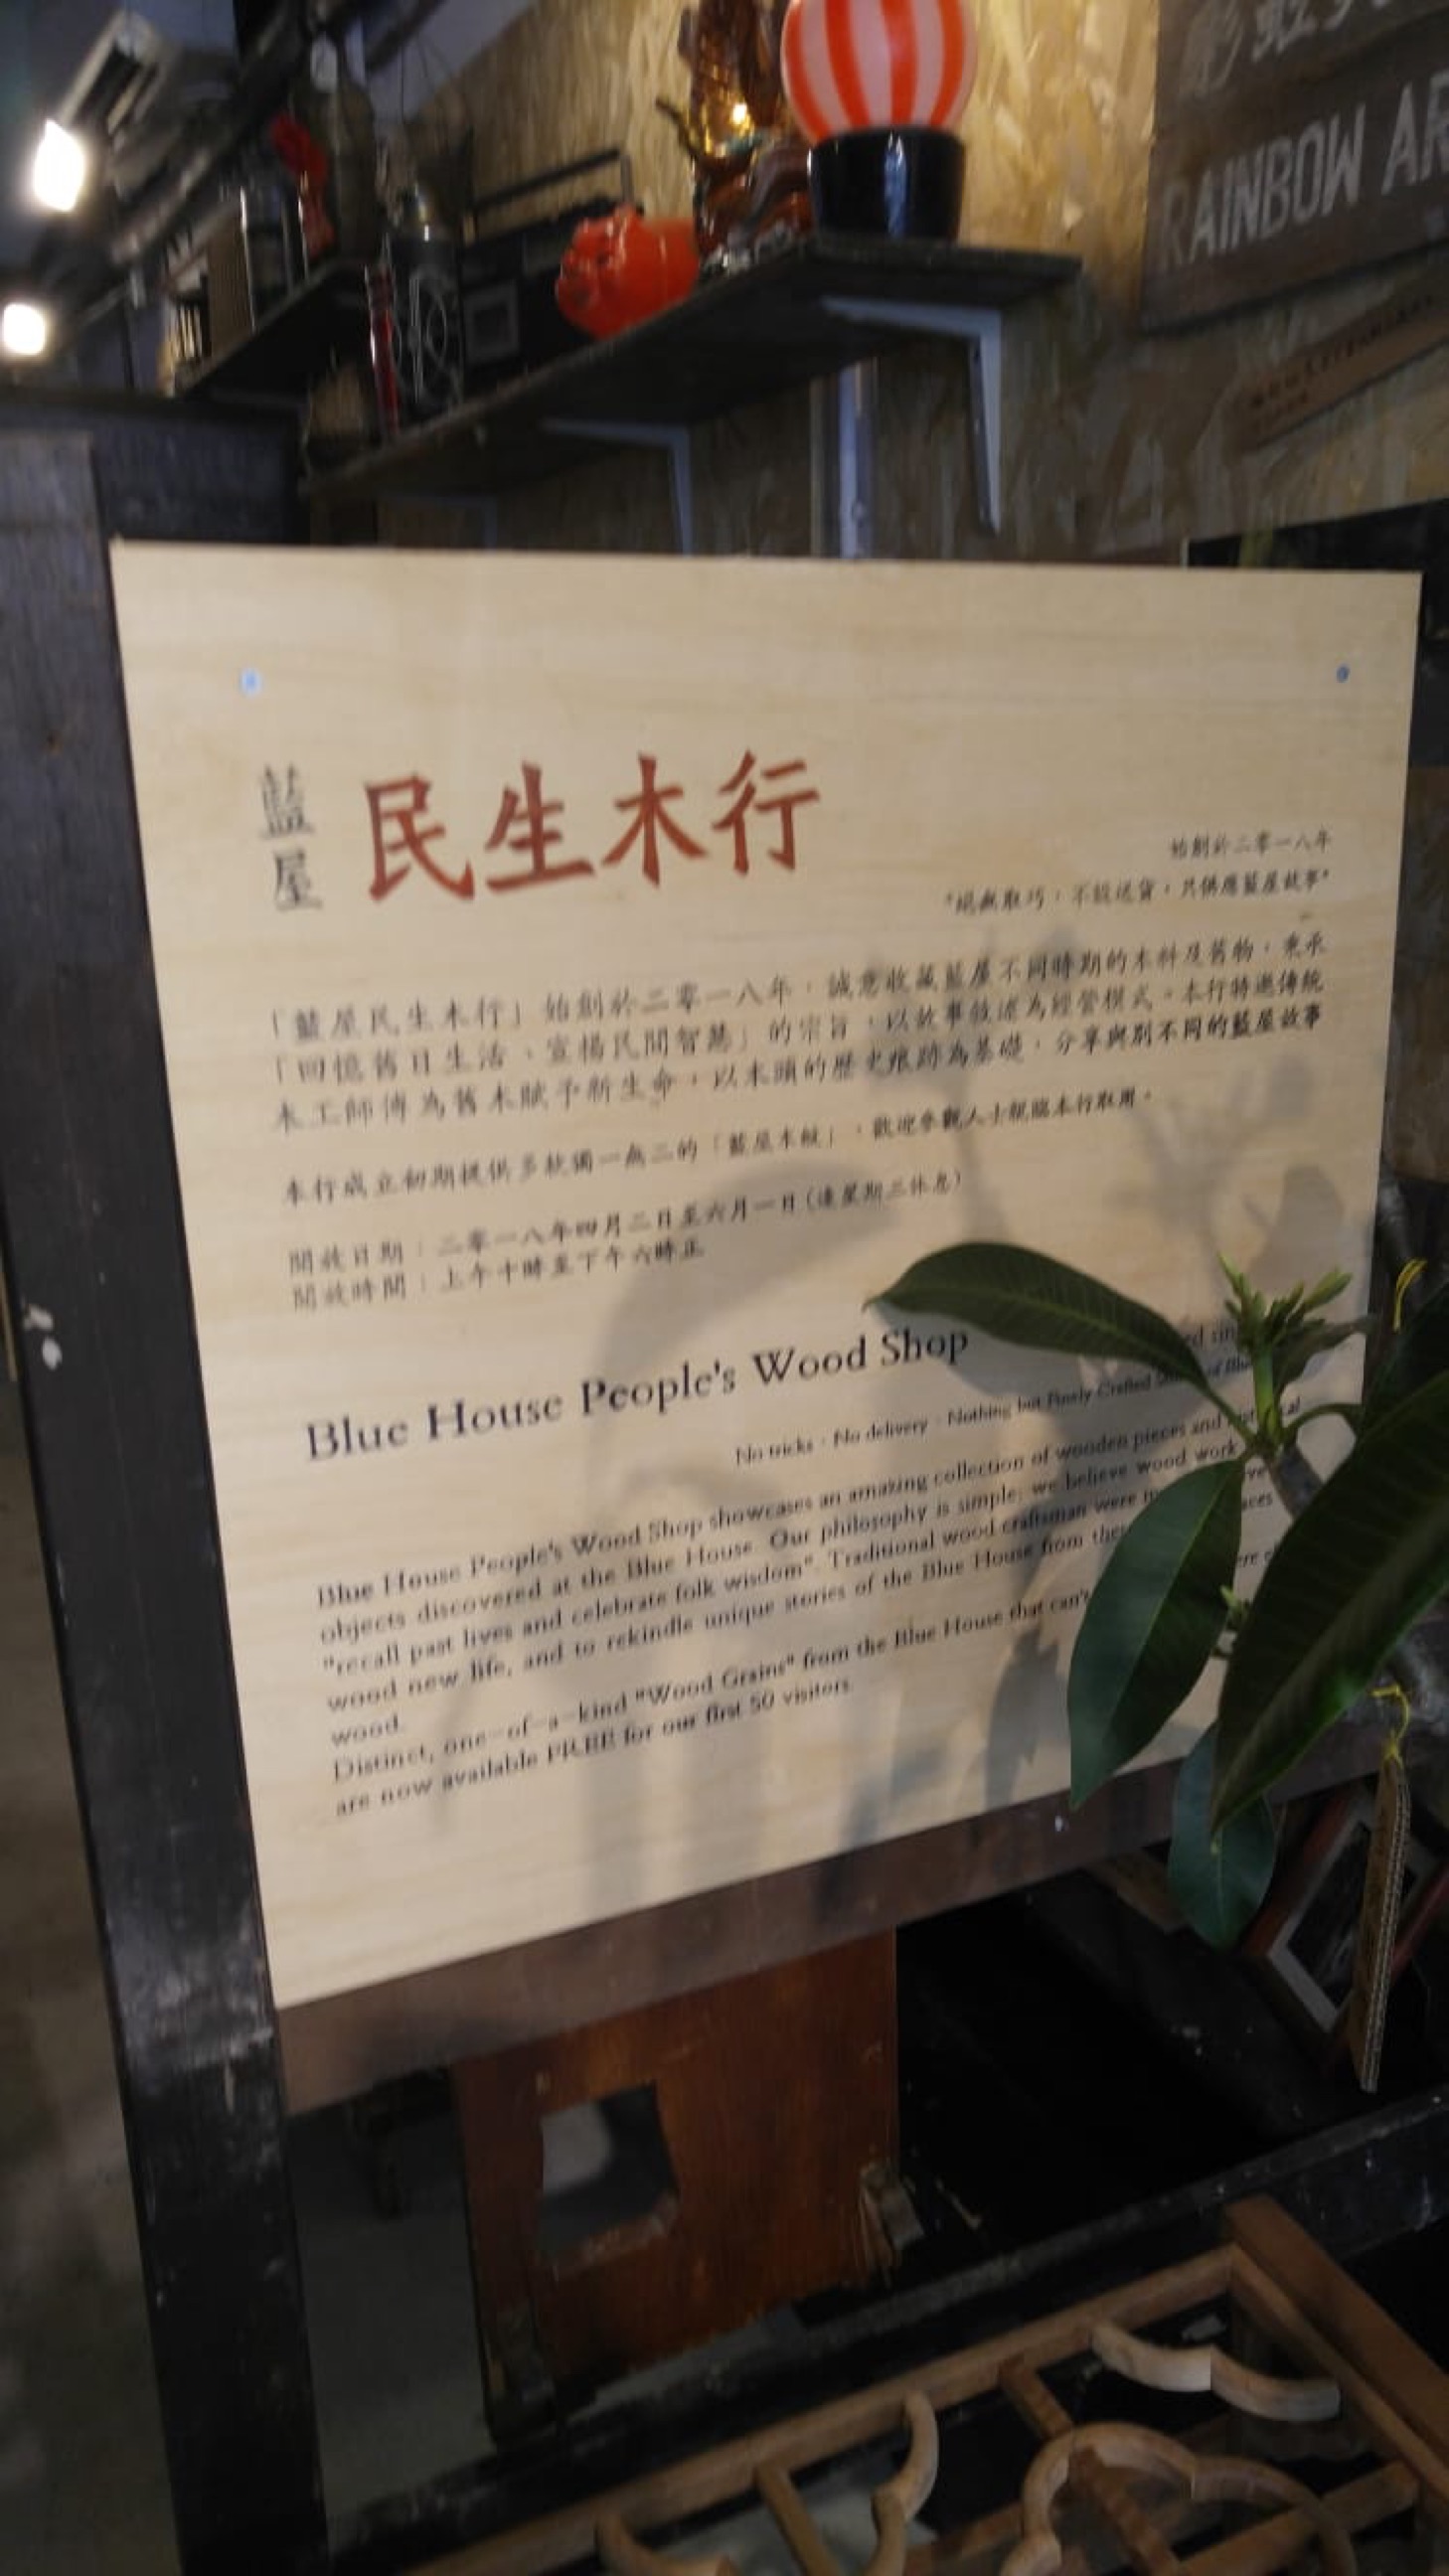 RAINBOW AR
藍屋
民生木行
始創於二零一八年
"絕無取巧・不設送貨・只供應藍屋故事"
「藍屋民生木行」始創於二零一八年，誠意收藏藍屋不同時期的木料及舊物，秉承
「回憶舊日生活、宣揚民間智慧」的宗旨，以故事敘述為經營模式。本行特邀傳統
木工師傅為舊木賦予新生命，以木頭的歷史痕跡為基礎，分享與別不同的藍屋故事
本行成立初期提供多款獨一無二的「藍屋木紋」，歡迎參觀人士親臨本行取用。
開放日期：二零一八年四月二日至六月一日(逢星期三休息)
開放時間：上午十時至下午六時正
Blue House People's Wood Shop
ed sin
No tricks · No delivery · Nothing but Finely Crafted of Blu
Blue House People's Wood Shop showcases an amazing collection of wooden pieces and al
objects discovered at the Blue House. Our philosophy is simple: we believe wood work ve
"recall past lives and celebrate folk wisdom". Traditional wood craftsman were aces
wood new life, and to rekindle unique stories of the Blue House from the
wood.
Distinct, one-of-a-kind "Wood Grains" from the Blue House that can't
are now available FREE for our first 50 visitors.